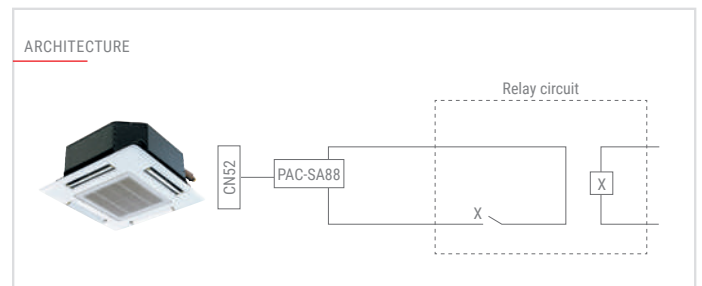 ARCHITECTURE
Relay circuit
CN52
PAC-SA88
X
X